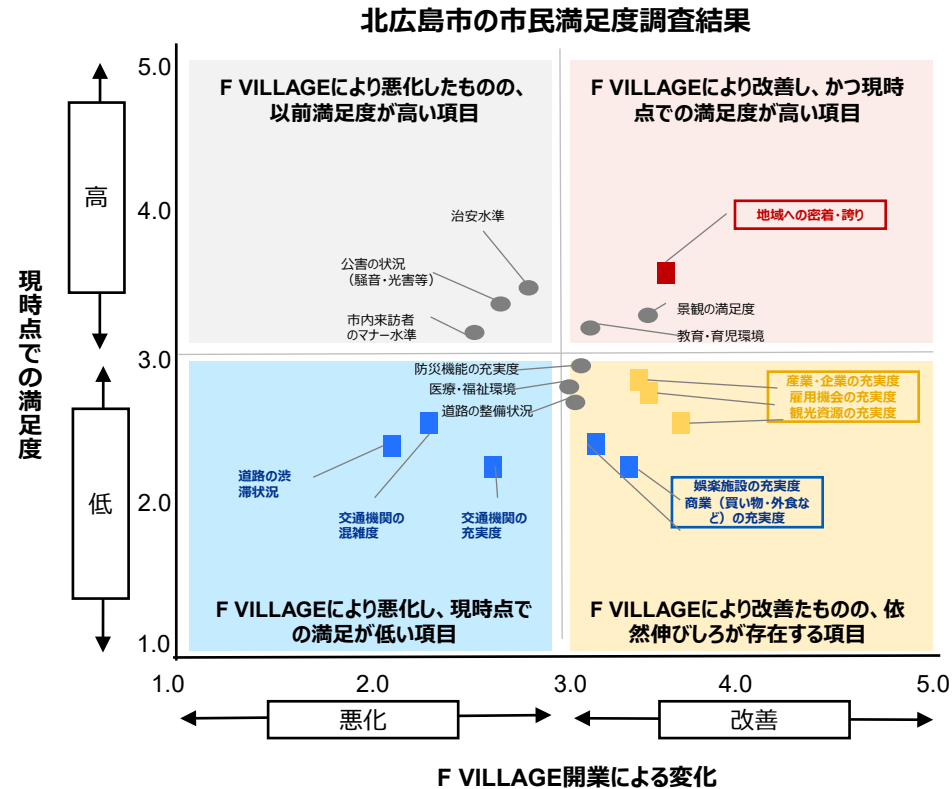 北広島市の市民満足度調査結果
5.0
4.0
3.0
2.0
1.0
高
低
現時点での満足度
F VILLAGEにより悪化したものの、
以前満足度が高い項目
F VILLAGEにより改善し、かつ現時
点での満足度が高い項目
治安水準
公害の状況
(騒音・光害等)
市内来訪者
のマナー水準
地域への密着・誇り
景観の満足度
教育・育児環境
防災機能の充実度
医療・福祉環境
道路の整備状況
産業・企業の充実度
雇用機会の充実度
観光資源の充実度
道路の渋
滞状況
交通機関の
混雑度
交通機関の
充実度
娯楽施設の充実度
商業(買い物・外食な
ど)の充実度
F VILLAGEにより悪化し、現時点で
の満足が低い項目
F VILLAGEにより改善たものの、依
然伸びしろが存在する項目
1.0
2.0
3.0
4.0
5.0
悪化
改善
F VILLAGE開業による変化